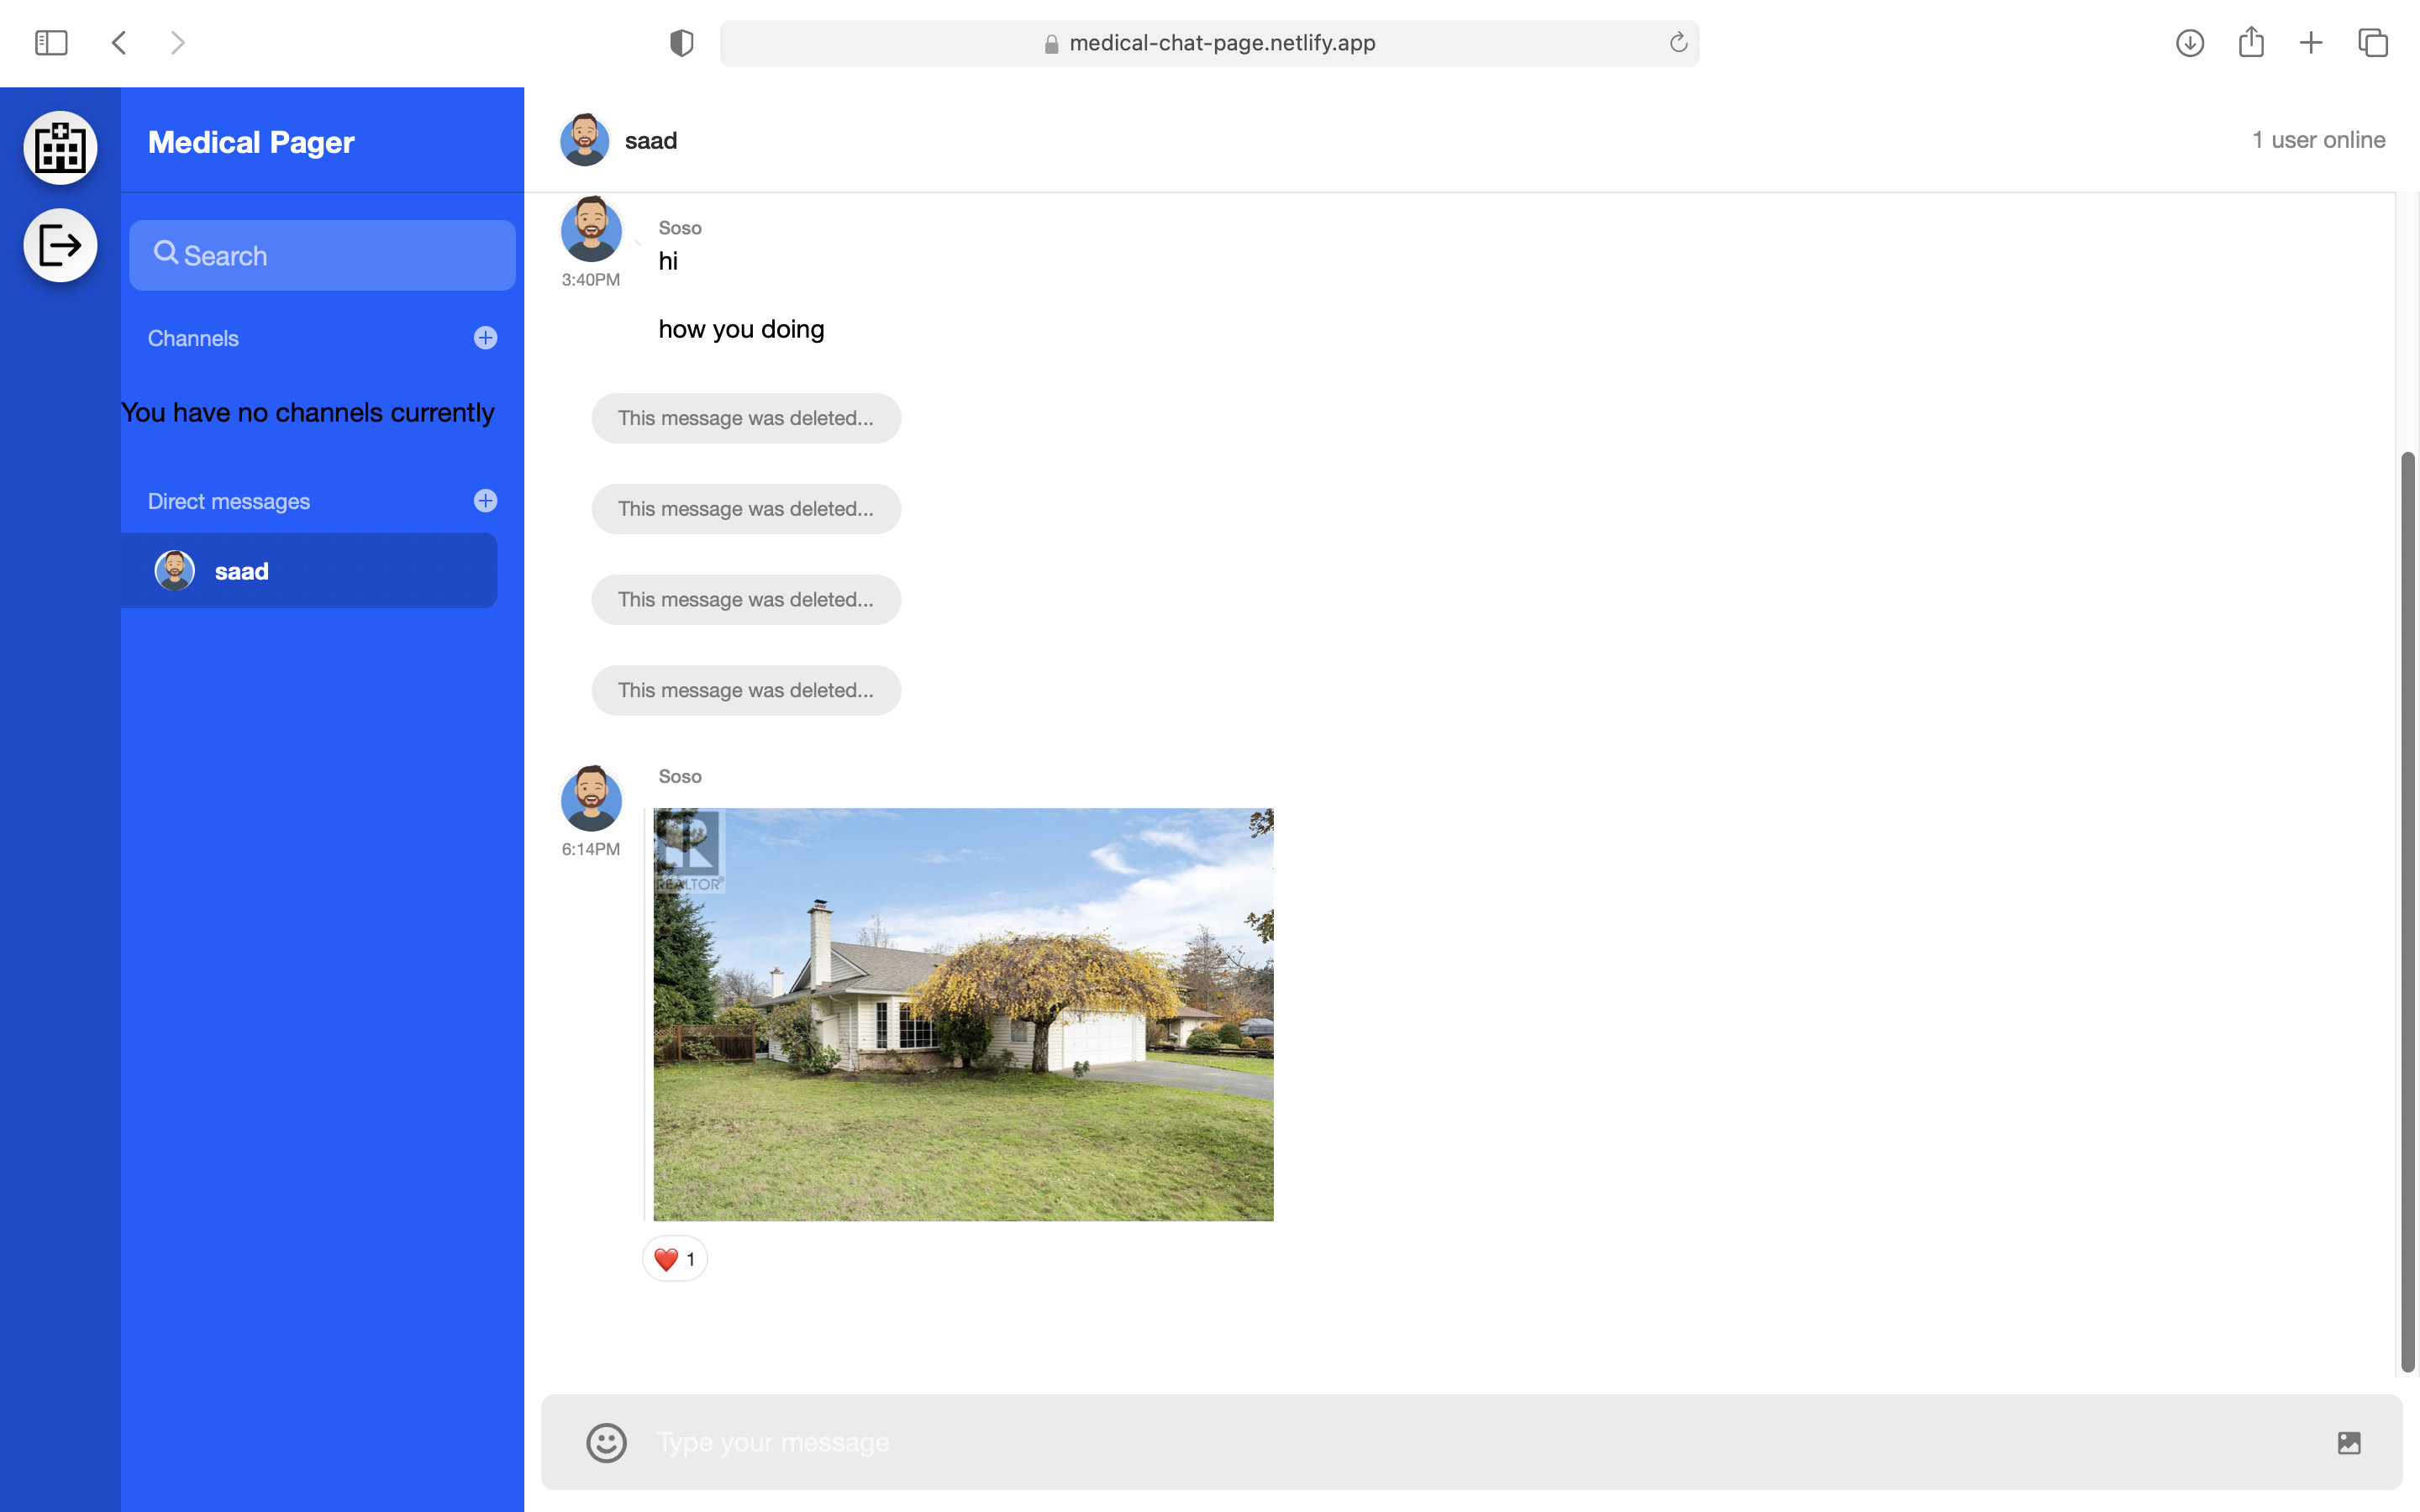 medical-chat-page.netlify.app
Medical Pager
Search
Channels
You have no channels currently
Direct messages
saad
saad
1 user online
Soso
hi
3:40PM
how you doing
This message was deleted...
This message was deleted...
This message was deleted...
This message was deleted...
Soso
6:14PM
REALTOR®
1
Type your message